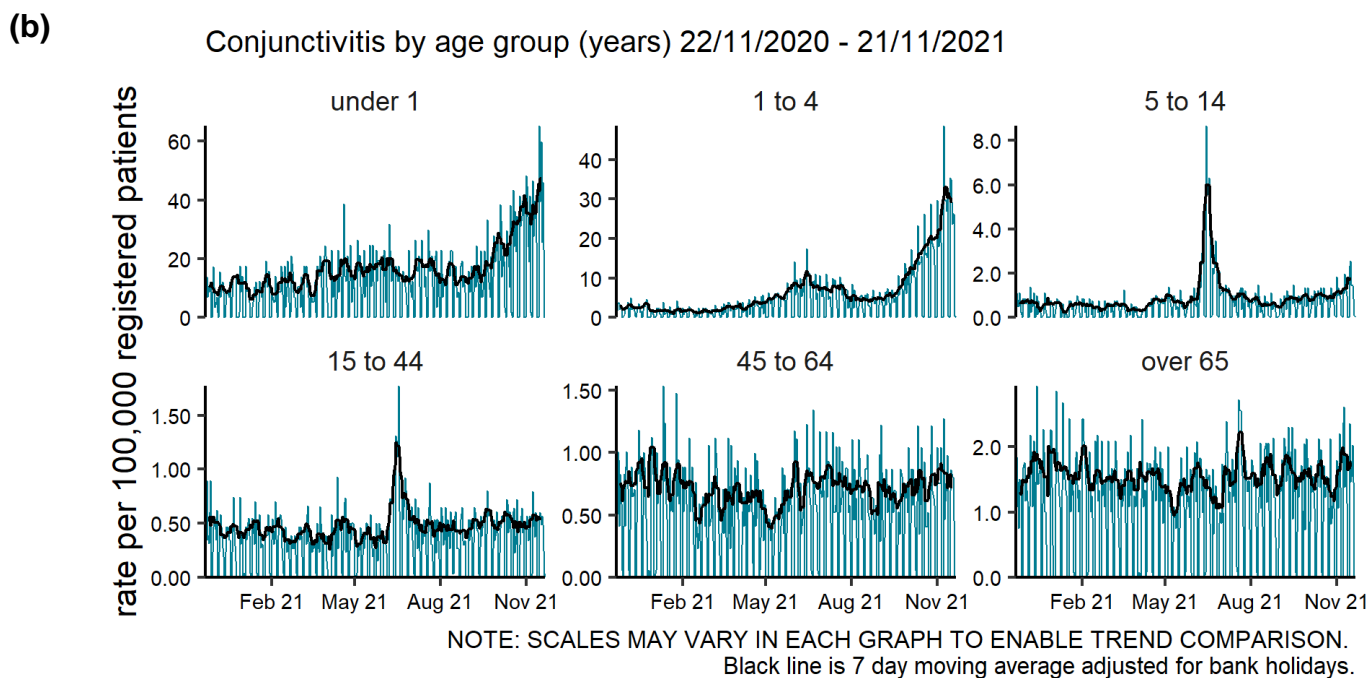 (b)
Conjunctivitis by age group (years) 22/11/2020 - 21/11/2021
rate per 100,000 registered patients
under 1
1 to 4
5 to 14
60
40
20
0
40
30
20
10
0
8.0
6.0
4.0
2.0
0.0
15 to 44
45 to 64
over 65
1.50
1.00
0.50
0.00
1.50
1.00
0.50
0.00
2.0
1.0
0.0
Feb 21 May 21 Aug 21 Nov 21
Feb 21 May 21 Aug 21 Nov 21
Feb 21 May 21 Aug 21 Nov 21
NOTE: SCALES MAY VARY IN EACH GRAPH TO ENABLE TREND COMPARISON.
Black line is 7 day moving average adjusted for bank holidays.